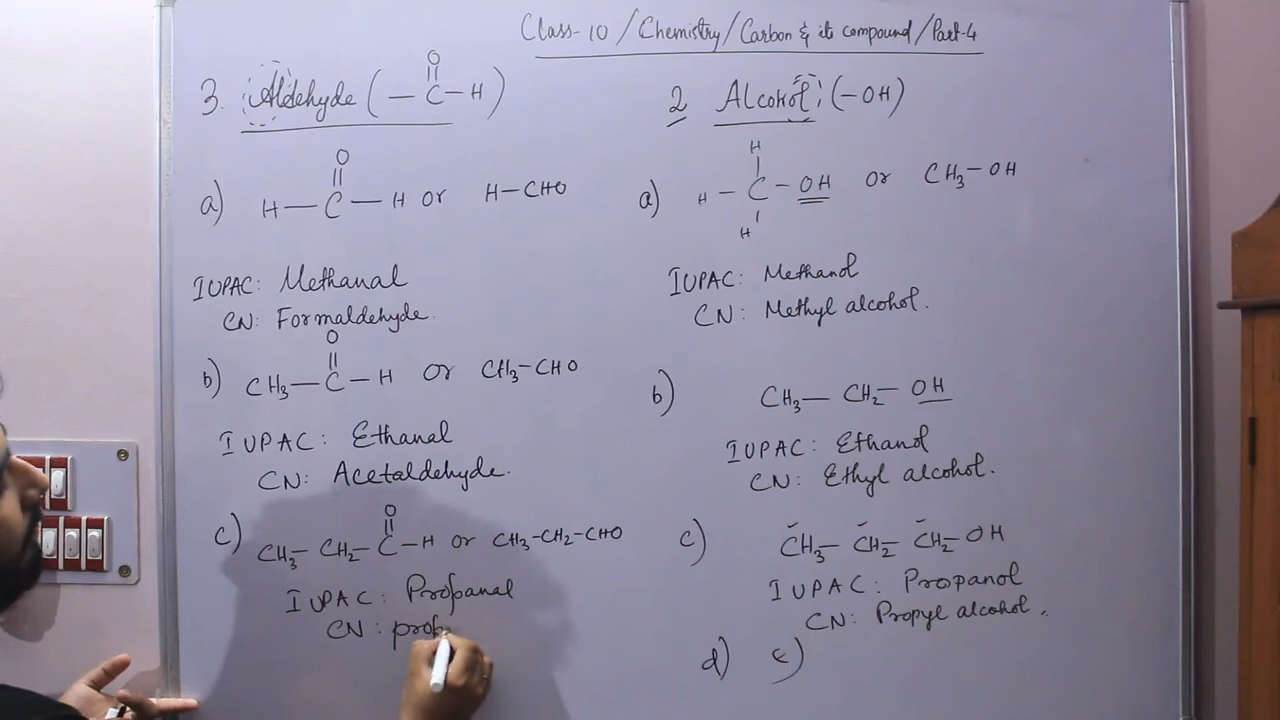 Class-10 / Chemistry / Carbon & it compound / Part-4
3. Aldehyde ( — C — H )
O
a) H — C — H or H — CHO
O
IUPAC: Methanal
CN: Formaldehyde.
O
b) CH₃ — C — H or CH₃ — CHO
IUPAC: Ethanal
CN: Acetaldehyde.
O
c) CH₃ — CH₂ — C — H or CH₃ — CH₂ — CHO
IUPAC: Propanal
CN: prop
2 Alcohol: (—OH)
H
a) H — C — OH or CH₃ — OH
H
IUPAC: Methanol
CN: Methyl alcohol.
b) CH₃ — CH₂ — OH
IUPAC: Ethanol
CN: Ethyl alcohol.
c) CH₃ — CH₂ — CH₂ — OH
IUPAC: Propanol
CN: Propyl alcohol.
d) e)